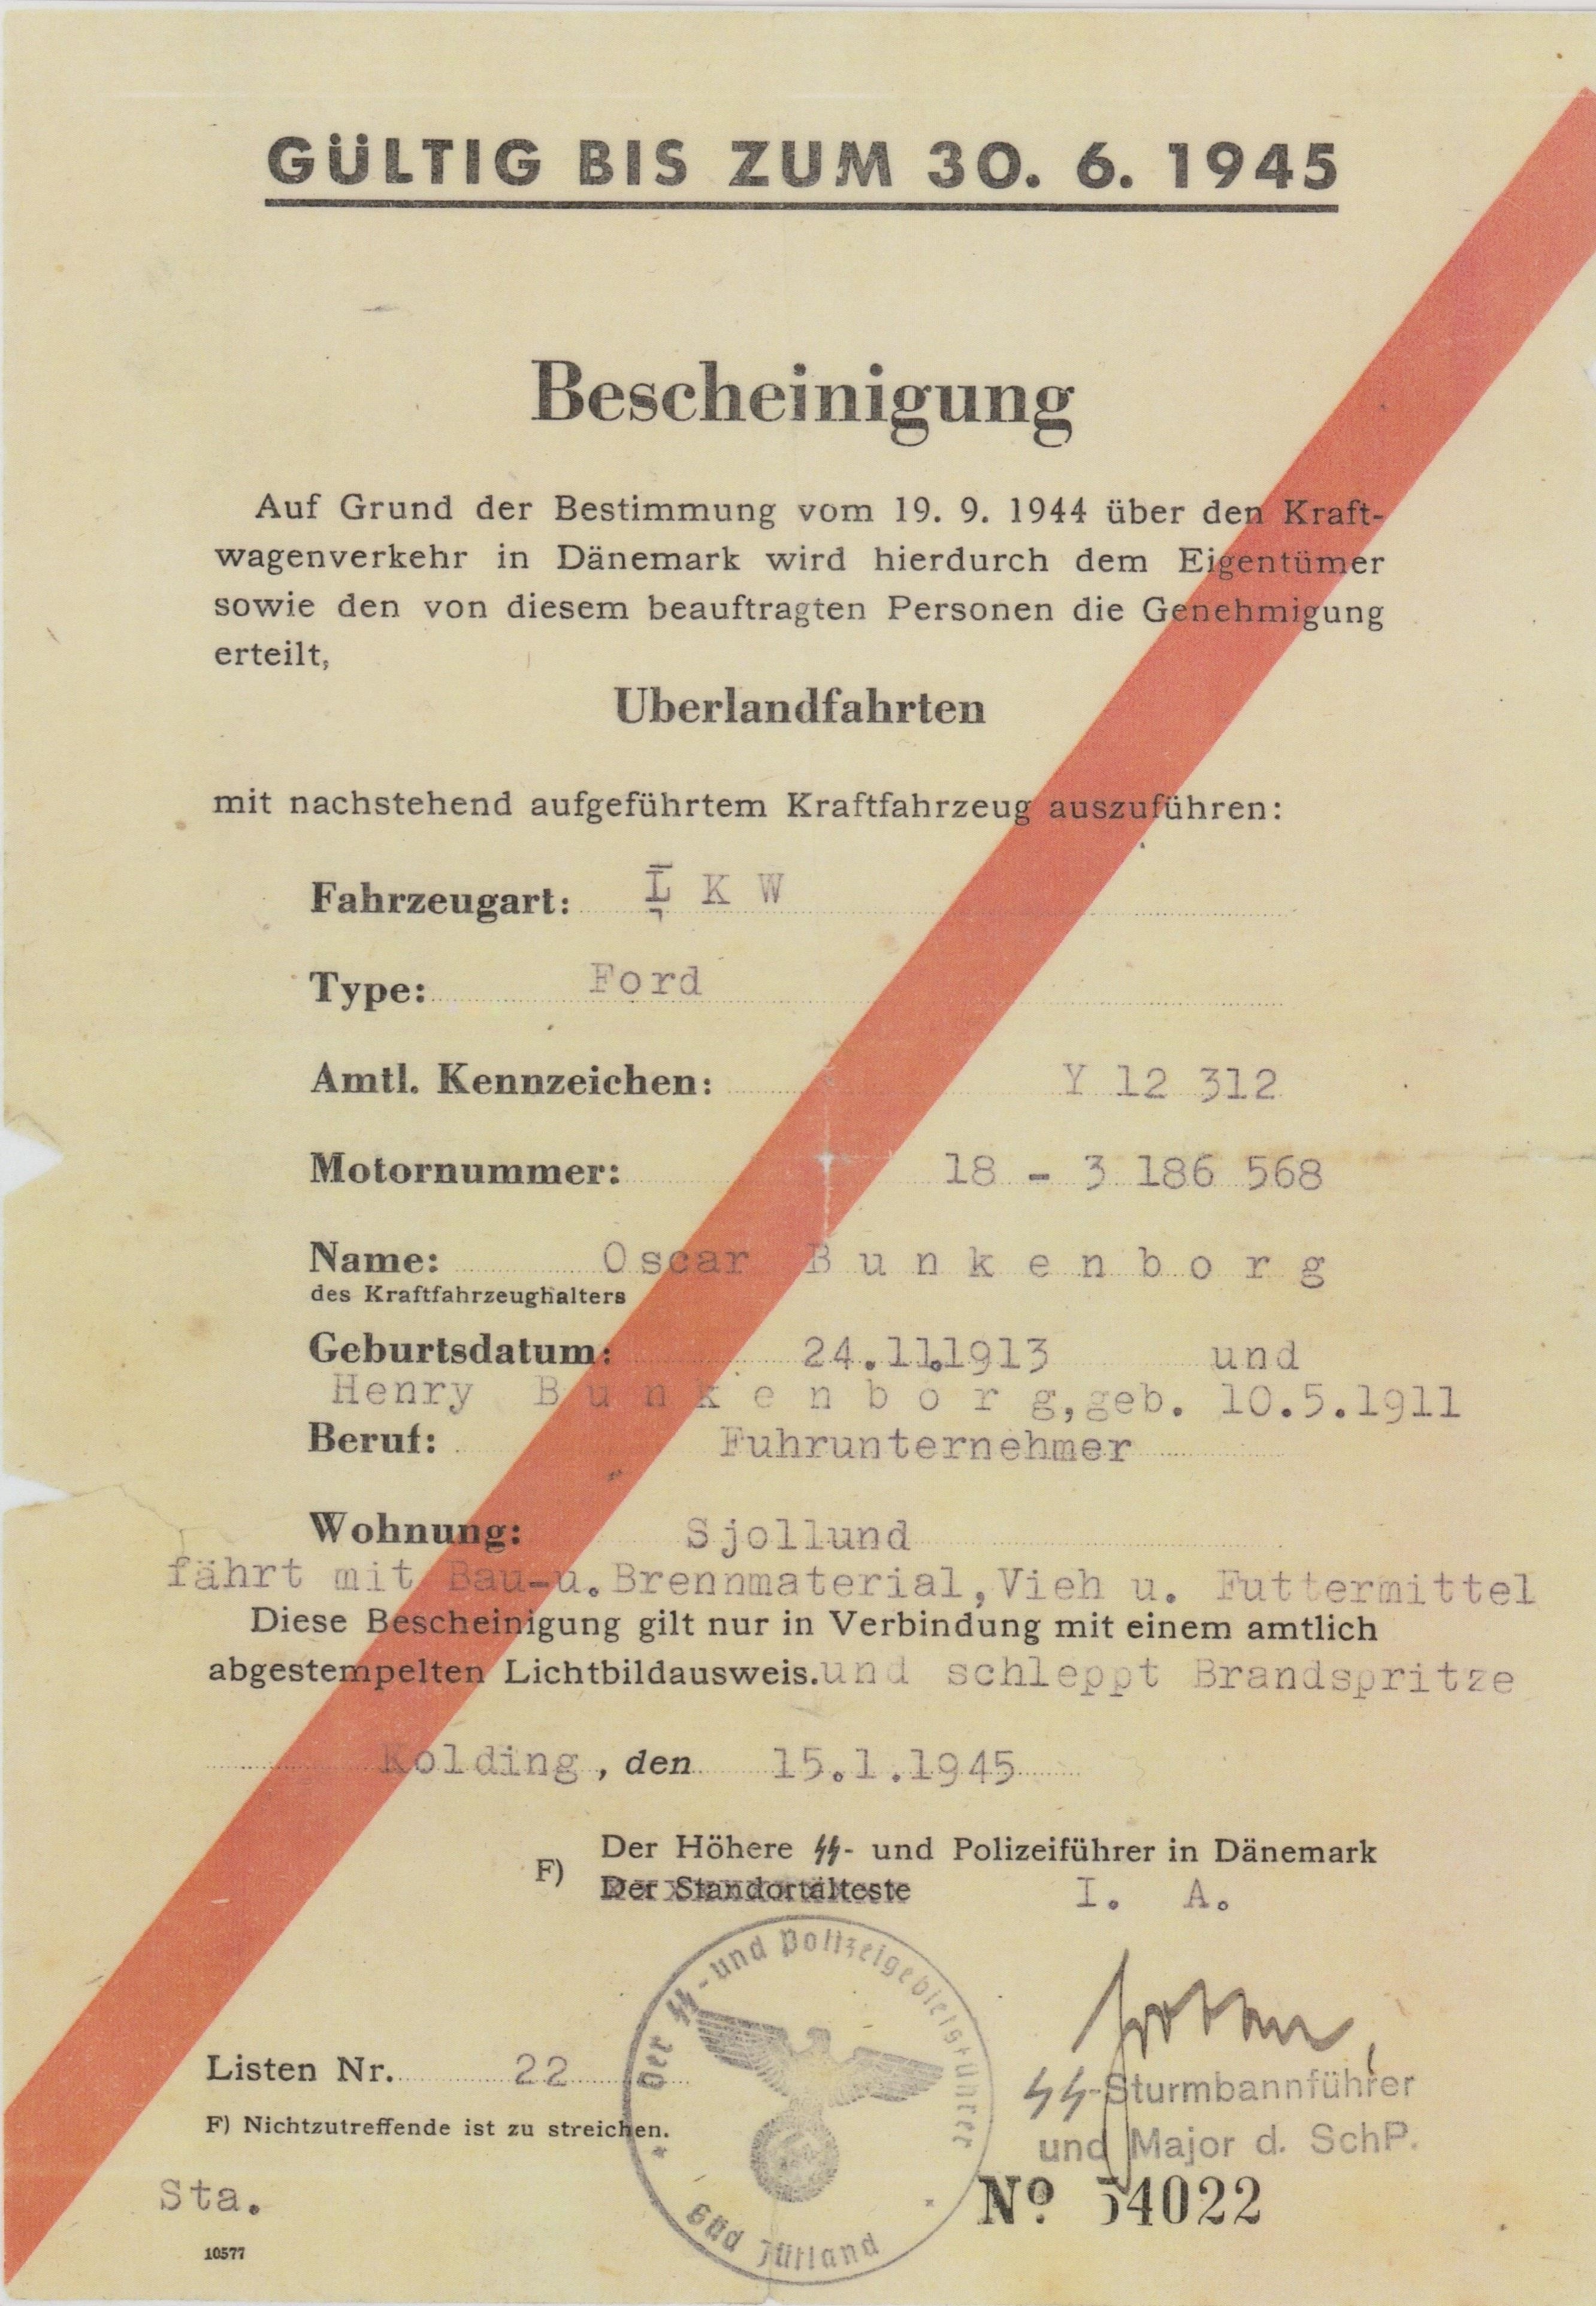 GÜLTIG BIS ZUM 30. 6. 1945
Bescheinigung
Auf Grund der Bestimmung vom 19. 9. 1944 über den Kraft-
wagenverkehr in Dänemark wird hierdurch dem Eigentümer
sowie den von diesem beauftragten Personen die Genehmigung
erteilt,
Uberlandfahrten
mit nachstehend aufgeführtem Kraftfahrzeug auszuführen:
Fahrzeugart: L K W
Type: Ford
Amtl. Kennzeichen: Y 12 312
Motornummer: 18 - 3 186 568
Name: Oscar B u n k e n b o r g
des Kraftfahrzeughalters
Geburtsdatum: 24.11.1913 und
Henry B u n k e n b o r g,geb. 10.5.1911
Beruf: Fuhrunternehmer
Wohnung: Sjollund
fährt mit Bau-u.Brennmaterial,Vieh u. Futtermittel
Diese Bescheinigung gilt nur in Verbindung mit einem amtlich
abgestempelten Lichtbildausweis.und schleppt Brandspritze
Kolding, den 15.1.1945
Der Höhere ϟϟ- und Polizeiführer in Dänemark
F) Der Standortälteste
I. A.
Der ϟϟ-und Polizeigebietsführer
Süd Jütland
ϟϟ-Sturmbannführer
und Major d. SchP.
Listen Nr. 22
F) Nichtzutreffende ist zu streichen.
Nº 54022
Sta.
10577